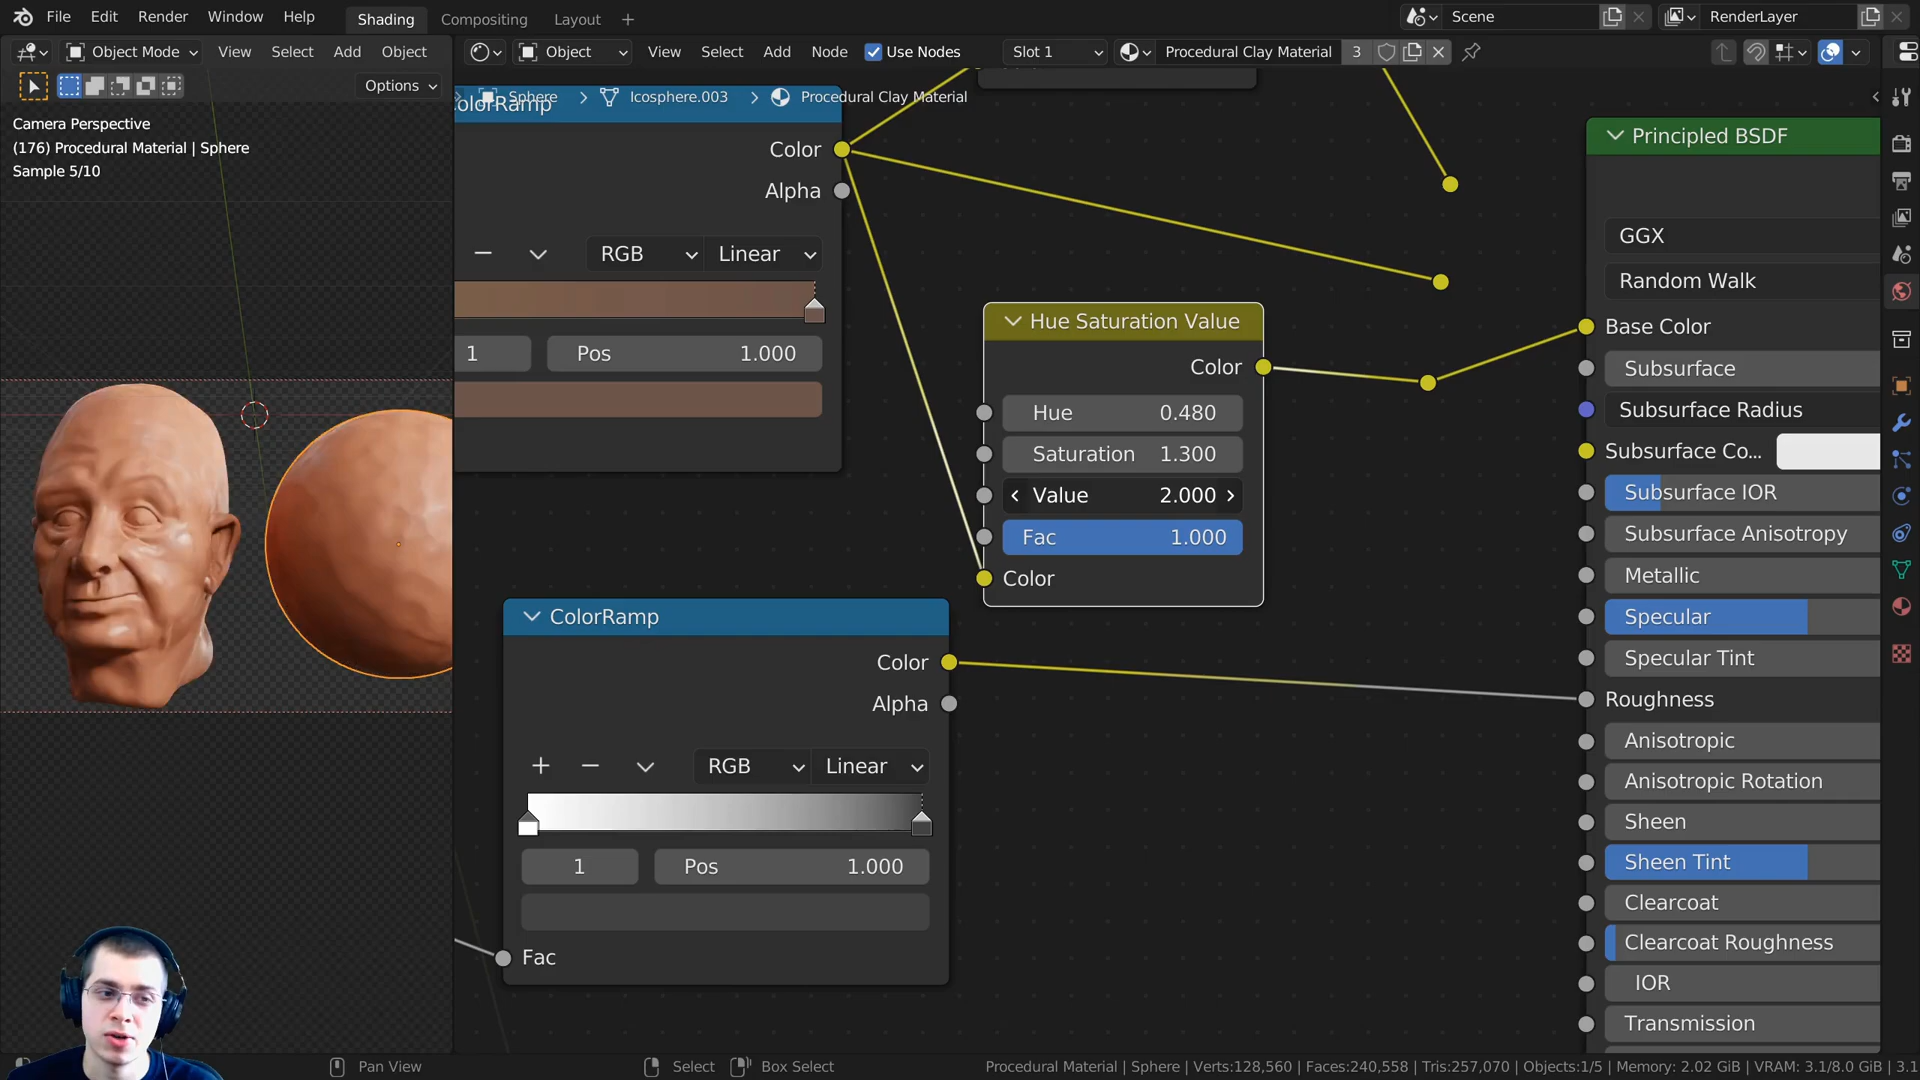 File Edit Render Window Help Shading Compositing Layout + Scene RenderLayer
Object Mode View Select Add Object Object View Select Add Node Use Nodes Slot 1 Procedural Clay Material 3
Options
Sphere > Icosphere.003 > Procedural Clay Material
Camera Perspective
(176) Procedural Material | Sphere
Sample 5/10
ColorRamp
Color
Alpha
RGB Linear
1 Pos 1.000
Hue Saturation Value
Color
Hue 0.480
Saturation 1.300
Value 2.000
Fac 1.000
Color
ColorRamp
Color
Alpha
RGB Linear
1 Pos 1.000
Fac
Principled BSDF
GGX
Random Walk
Base Color
Subsurface
Subsurface Radius
Subsurface Co...
Subsurface IOR
Subsurface Anisotropy
Metallic
Specular
Specular Tint
Roughness
Anisotropic
Anisotropic Rotation
Sheen
Sheen Tint
Clearcoat
Clearcoat Roughness
IOR
Transmission
Pan View Select Box Select Procedural Material | Sphere | Verts:128,560 | Faces:240,558 | Tris:257,070 | Objects:1/5 | Memory: 2.02 GiB | VRAM: 3.1/8.0 GiB | 3.1